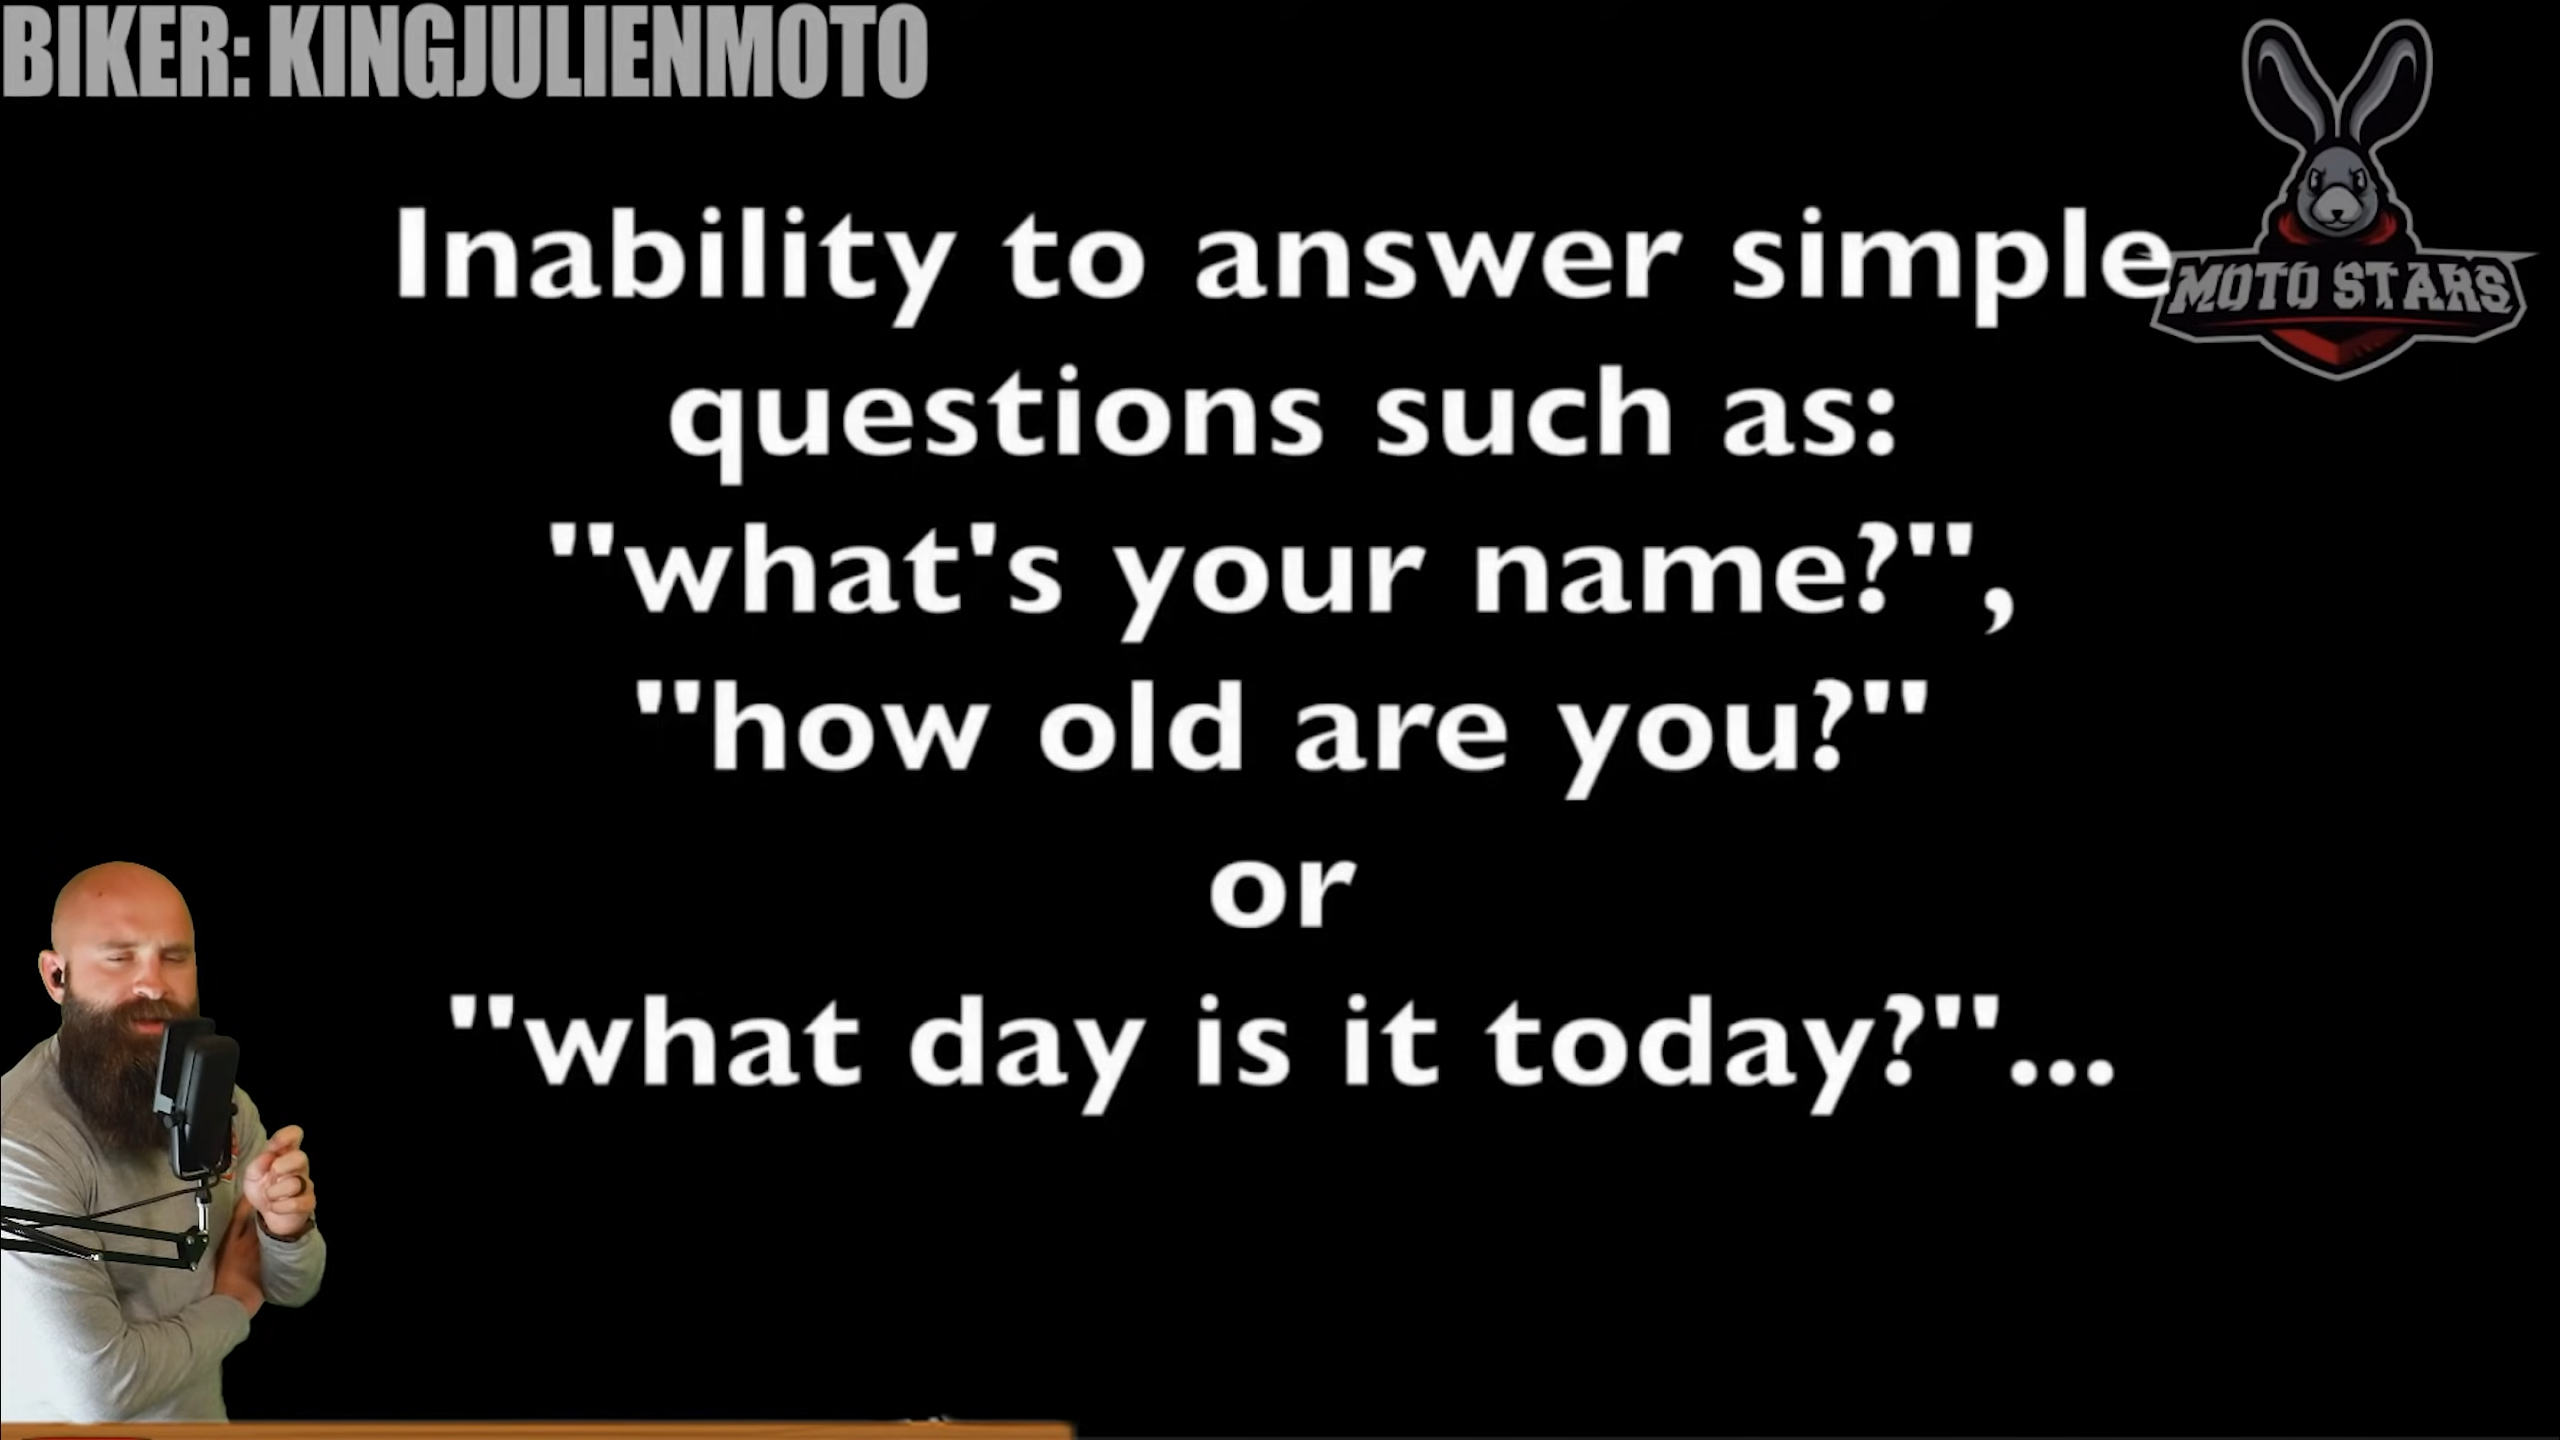 BIKER: KINGJULIENMOTO
MOTO STARS
Inability to answer simple
questions such as:
"what's your name?",
"how old are you?"
or
"what day is it today?"...